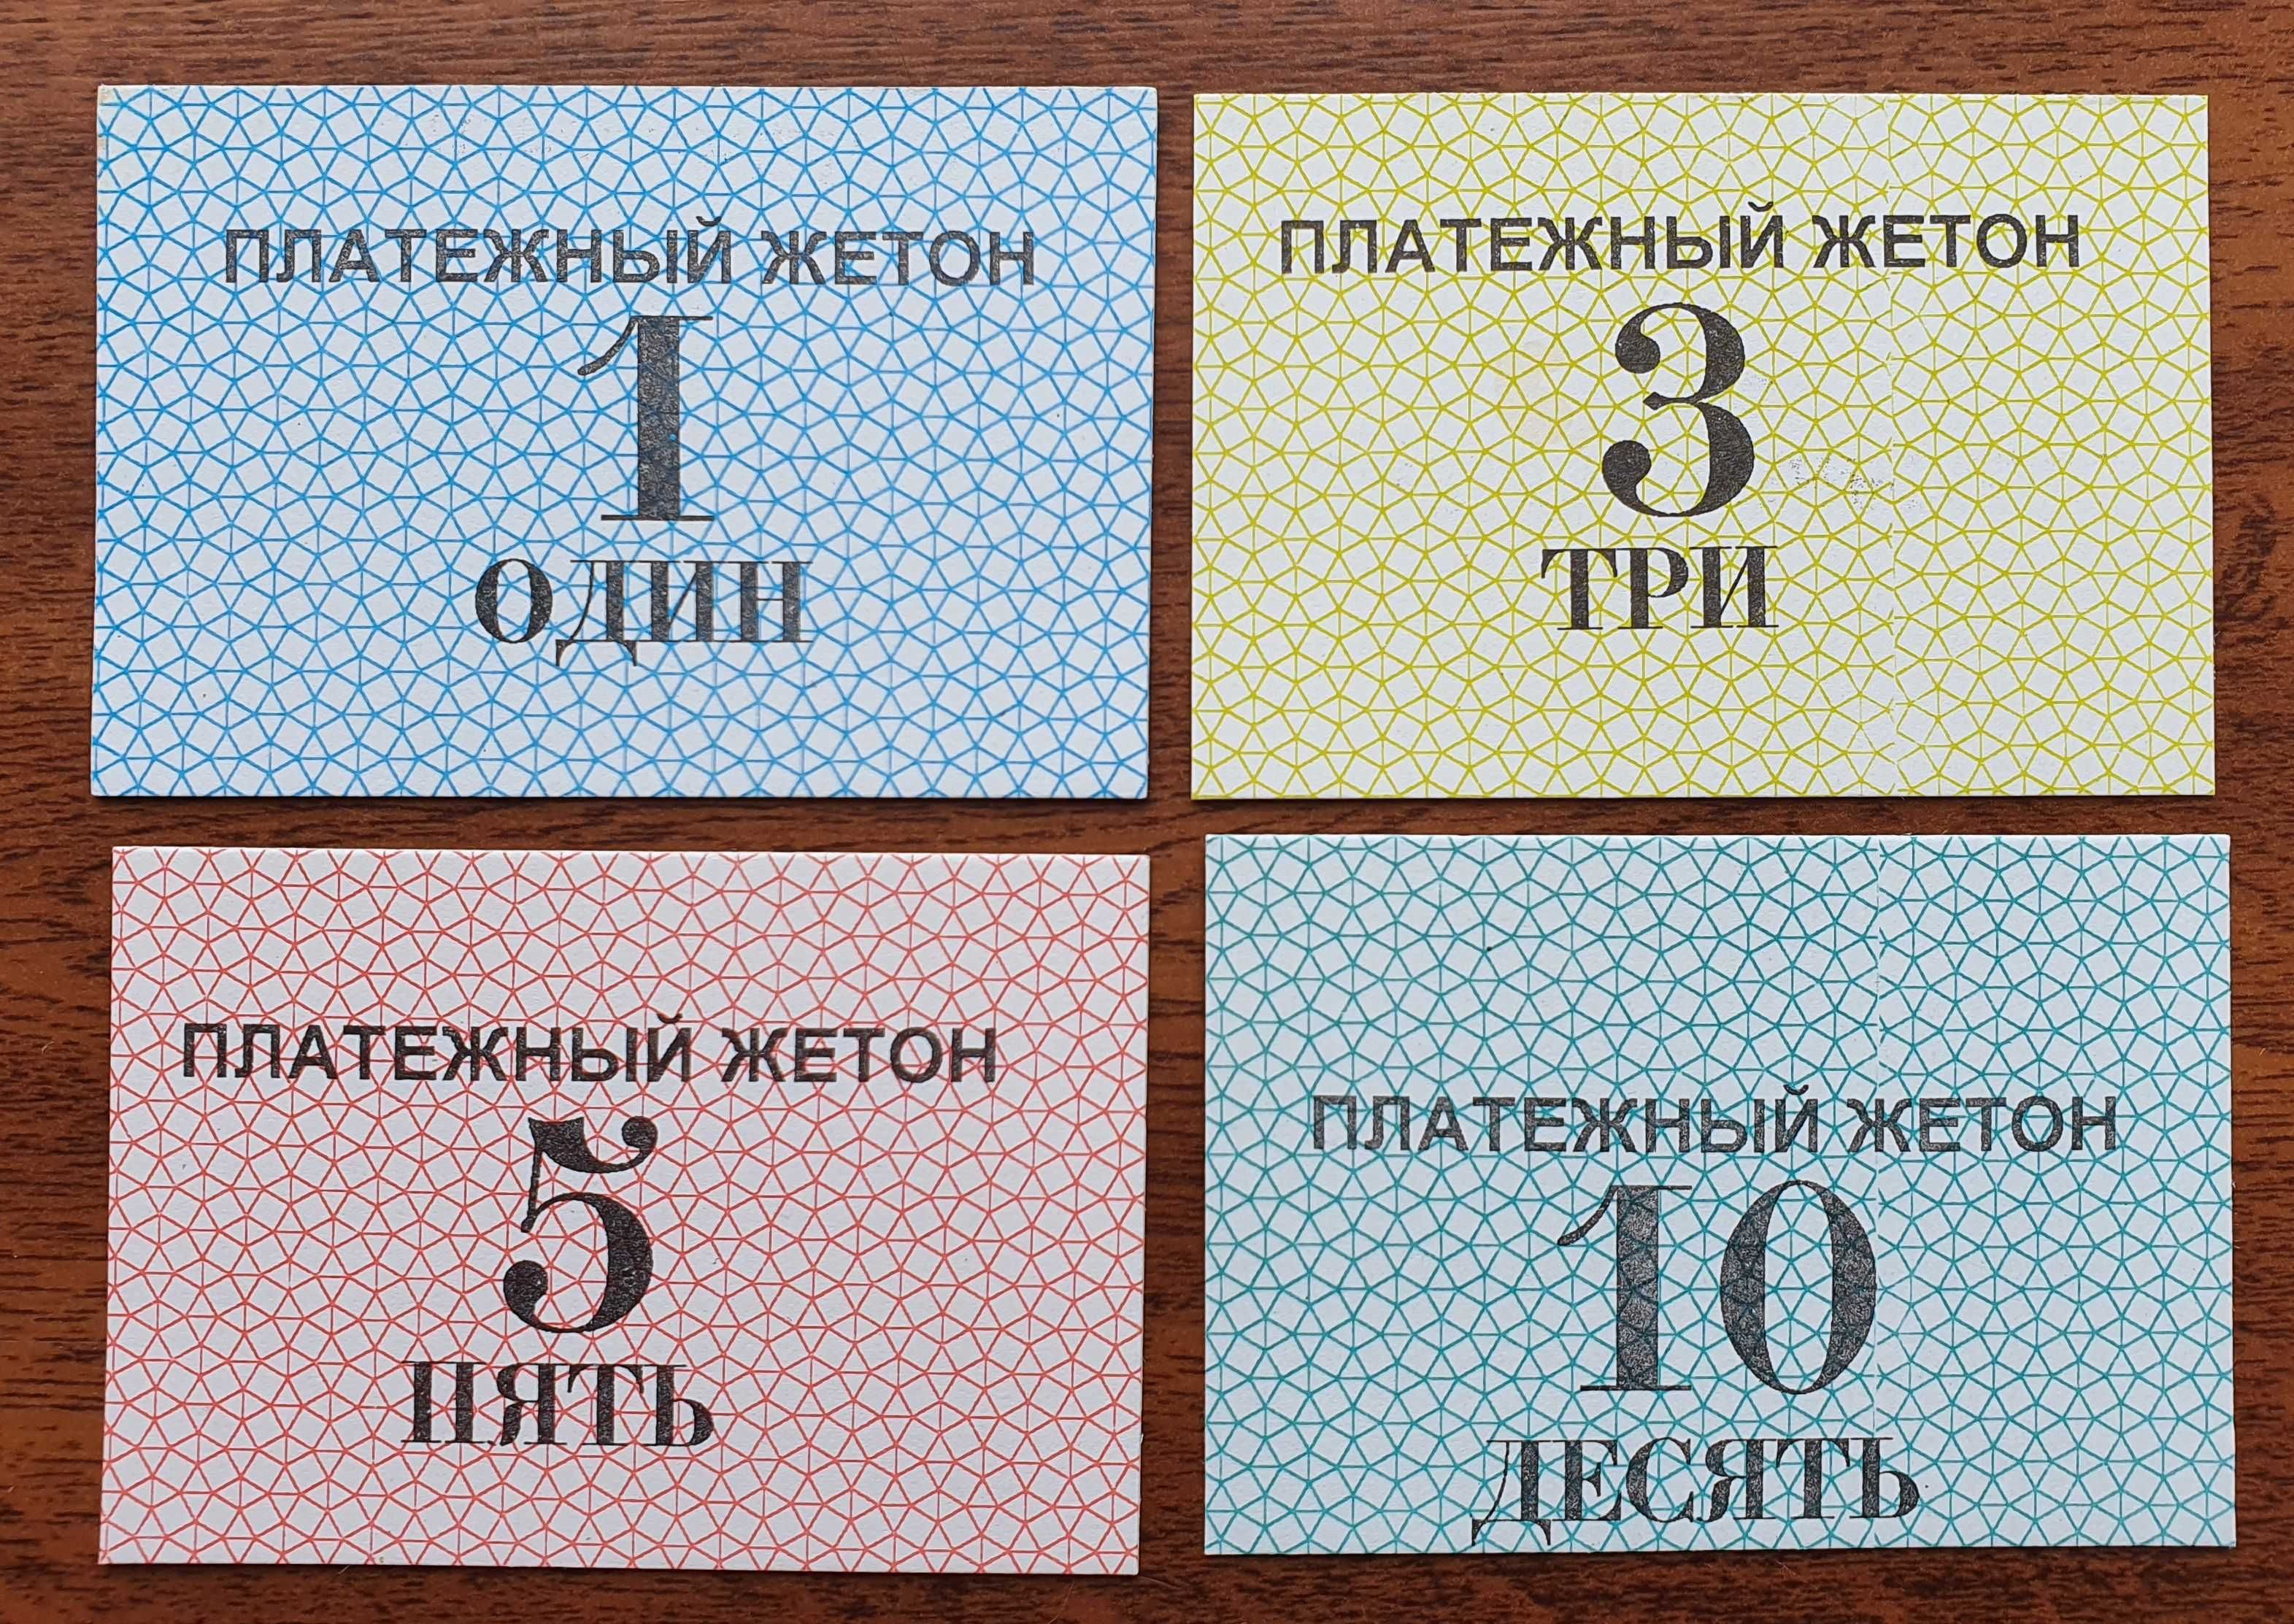 ПЛАТЕЖНЫЙ ЖЕТОН
1
ОДИН
ПЛАТЕЖНЫЙ ЖЕТОН
3
ТРИ
ПЛАТЕЖНЫЙ ЖЕТОН
5
ПЯТЬ
ПЛАТЕЖНЫЙ ЖЕТОН
10
ДЕСЯТЬ